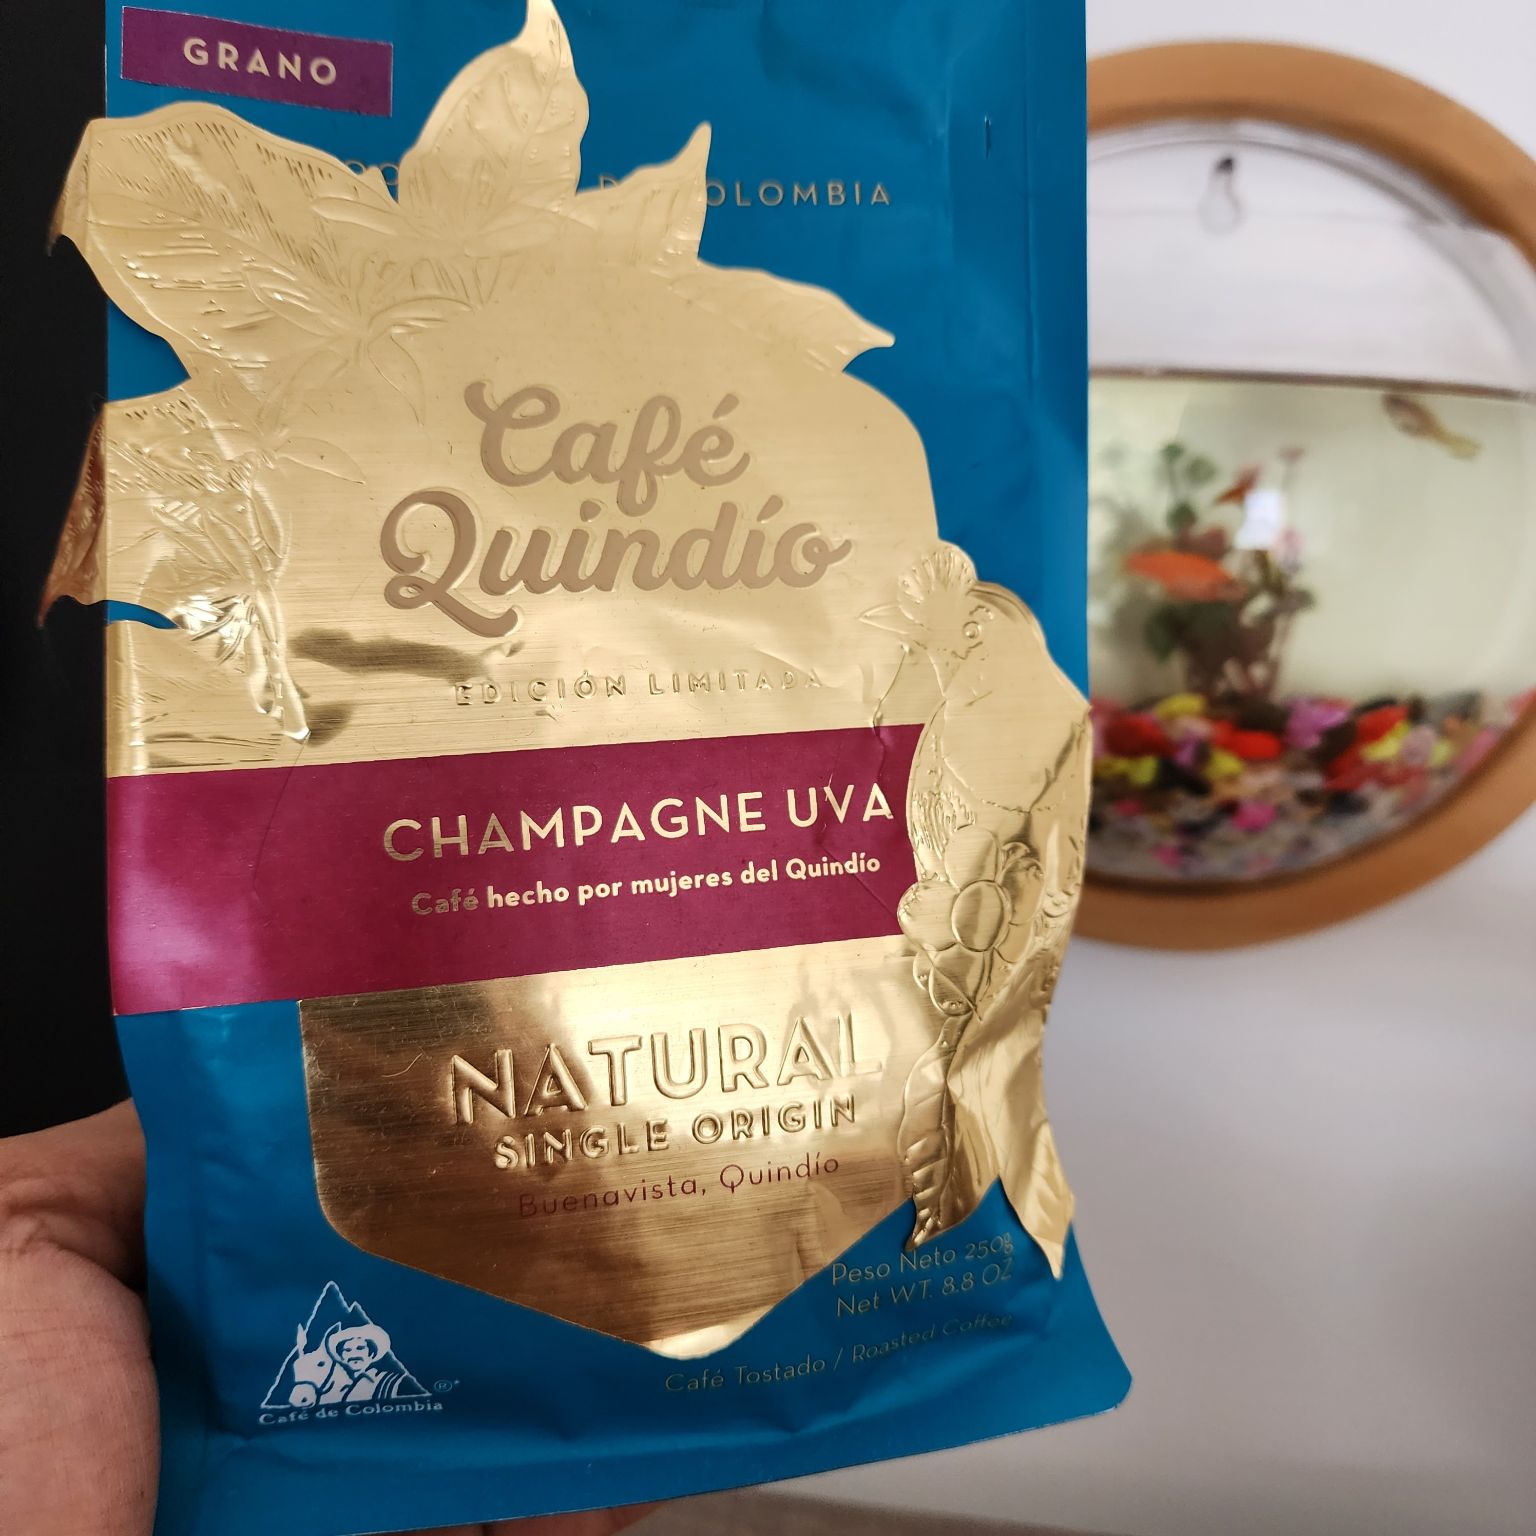 GRANO
COLOMBIA
Café
Quindío
EDICIÓN LIMITADA
CHAMPAGNE UVA
Café hecho por mujeres del Quindío
NATURAL
SINGLE ORIGIN
Buenavista, Quindío
Peso Neto 250g
Net WT. 8.8 OZ
Café Tostado / Roasted Coffee
®
Café de Colombia